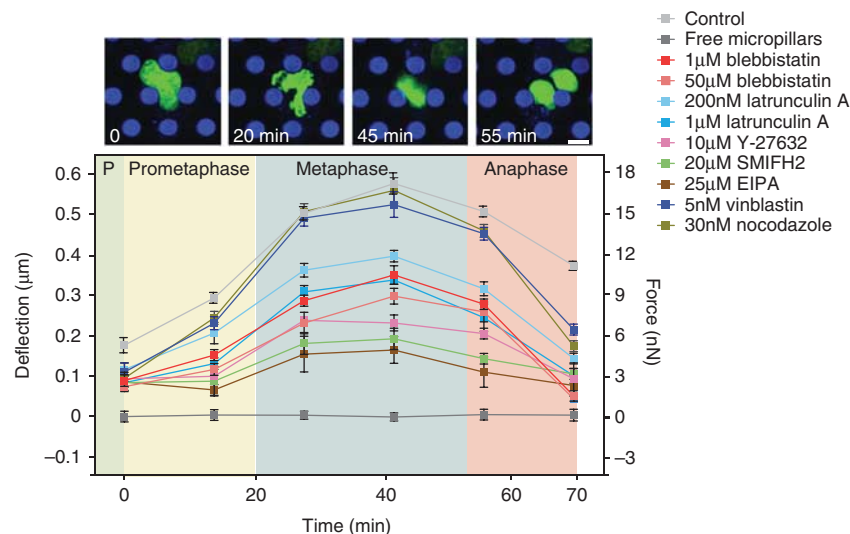 0
20 min
45 min
55 min
Control
Free micropillars
1μM blebbistatin
50μM blebbistatin
200nM latrunculin A
1μM latrunculin A
10μM Y-27632
20μM SMIFH2
25μM EIPA
5nM vinblastin
30nM nocodazole
P Prometaphase Metaphase Anaphase
Deflection (μm)
0.6
0.5
0.4
0.3
0.2
0.1
0
–0.1
18
15
12
9
6
3
0
–3
Force (nN)
0 20 40 60 70
Time (min)